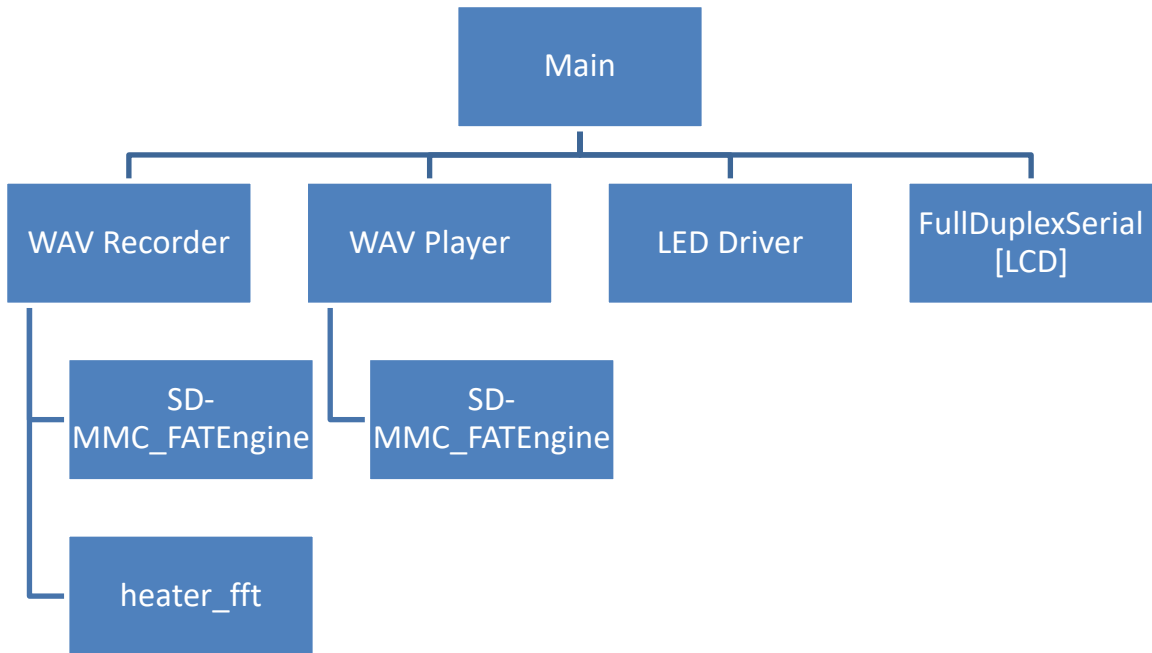 Main
WAV Recorder
WAV Player
LED Driver
FullDuplexSerial
[LCD]
SD-
MMC_FATEngine
SD-
MMC_FATEngine
heater_fft